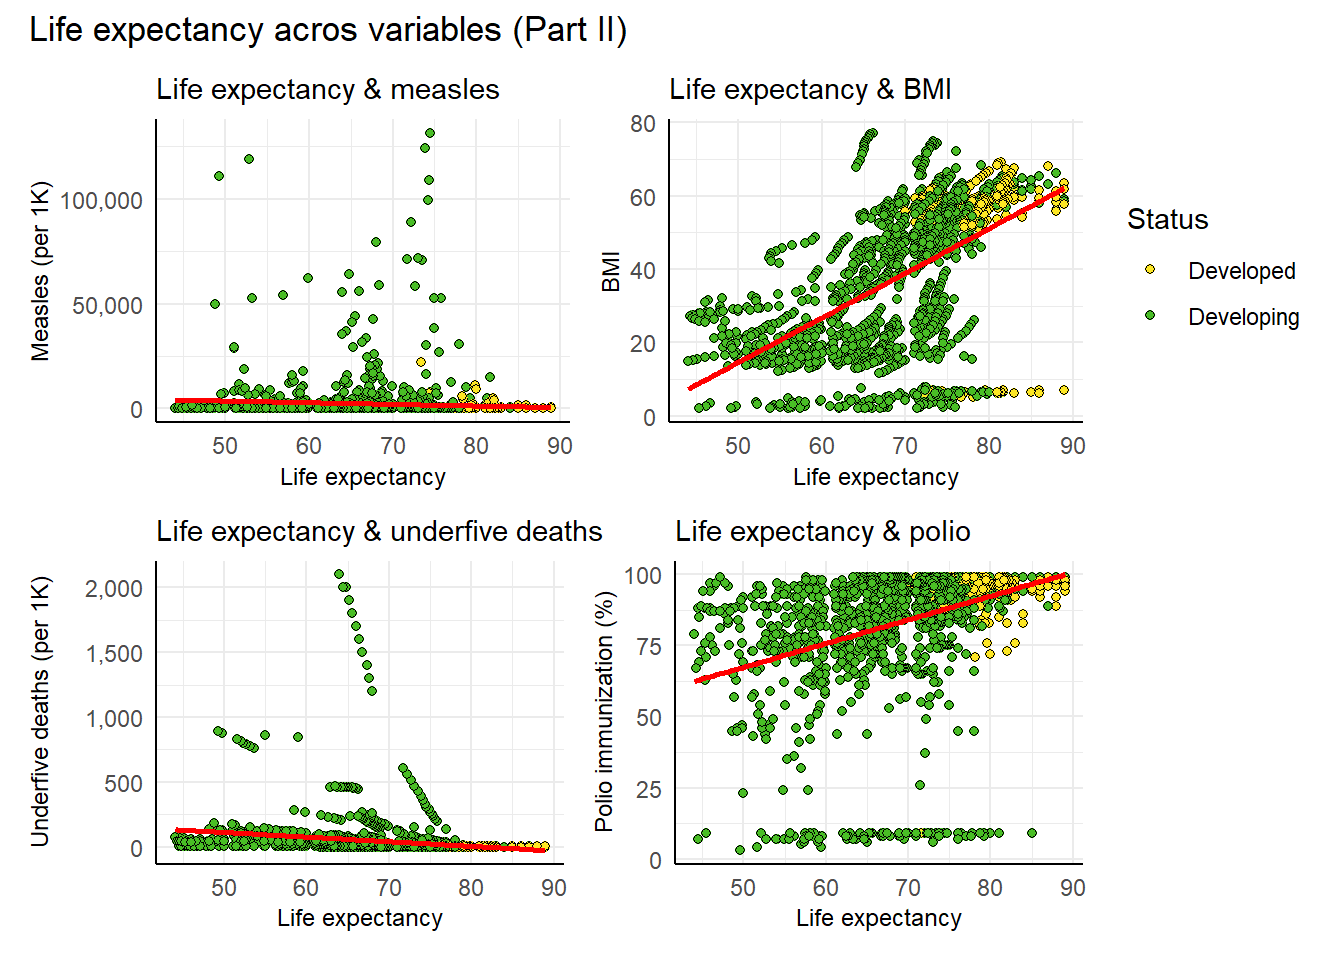 Life expectancy acros variables (Part II)
Life expectancy & measles
Measles (per 1K)
100,000
50,000
0
50 60 70 80 90
Life expectancy
Life expectancy & BMI
BMI
80
60
40
20
0
50 60 70 80 90
Life expectancy
Status
Developed
Developing
Life expectancy & underfive deaths
Underfive deaths (per 1K)
2,000
1,500
1,000
500
0
50 60 70 80 90
Life expectancy
Life expectancy & polio
Polio immunization (%)
100
75
50
25
0
50 60 70 80 90
Life expectancy